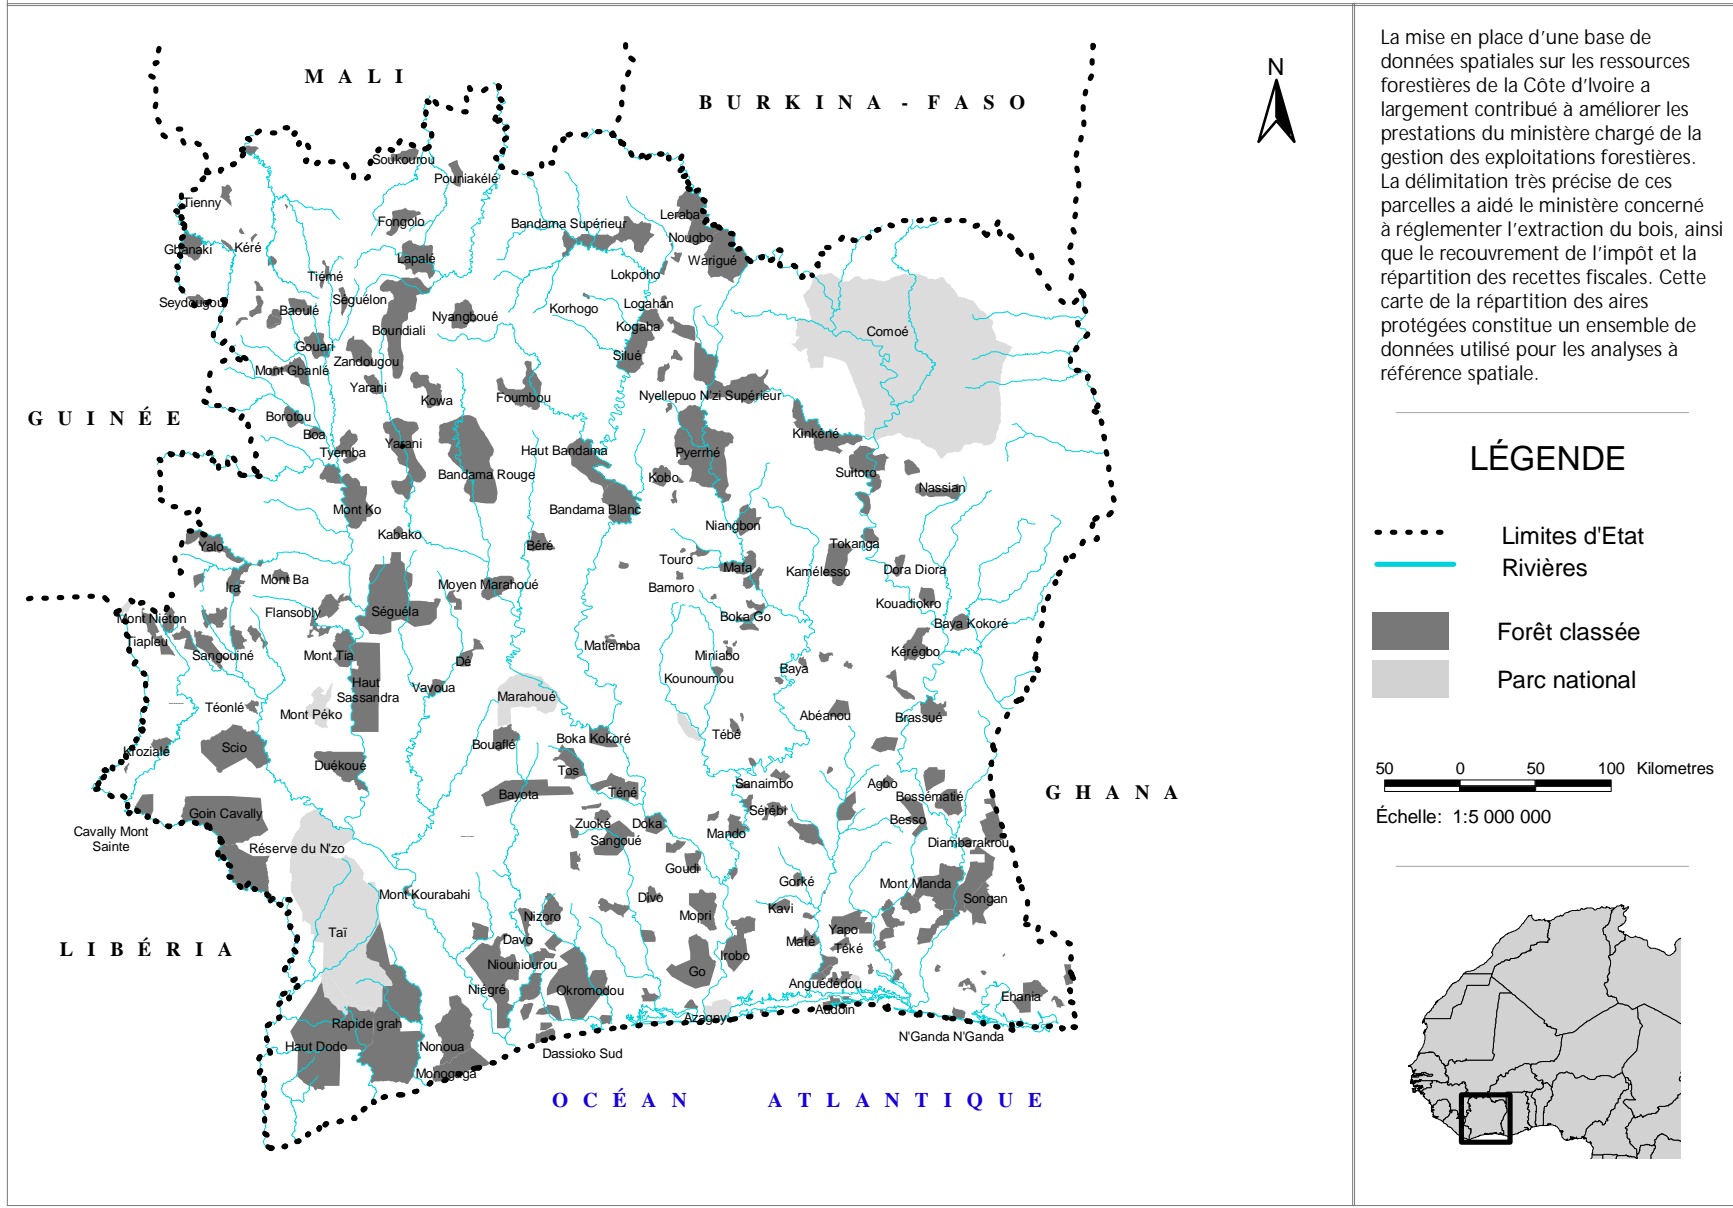 M A L I
B U R K I N A - F A S O
N
Soukourou
Pouniakélé
Tienny
Fongolo
Bandama Supérieur
Leraba
Nougbo
Gbanaki
Kéré
Lapalé
Warigué
Tiémé
Lokpoho
Seydougou
Séguélon
Baoulé
Korhogo
Logahan
Nyangboué
Kogaha
Boundiali
Comoé
Gouari
Silué
Zandougou
Mont Gbanlé
Yarani
Kowa
Foumbou
Nyellepuo N'zi Supérieur
G U I N É E
Borotou
Boa
Kinkéné
Yarani
Tyemba
Haut Bandama
Pyerrhé
Bandama Rouge
Kobo
Suitoro
Nassian
Mont Ko
Bandama Blanc
Niangbon
Kabako
Yalo
Béré
Tokanga
Touro
Mafa
Kamélesso
Dora Diora
Mont Ba
Ira
Moyen Marahoué
Bamoro
Kouadiokro
Flansobly
Séguéla
Mont Niéton
Boka Go
Baya Kokoré
Tiapleu
Matiemba
Sangouiné
Mont Tia
Miniabo
Kérégbo
Dé
Baya
Haut
Sassandra
Kounoumou
Vavoua
Marahoué
Téonlé
Mont Péko
Abéanou
Brassué
Tébé
Krozialé
Scio
Bouaflé
Boka Kokoré
Duékoué
Tos
Sanaimbo
Agbo
Bayota
Téné
Bossématié
G H A N A
Goin Cavally
Sérébi
Zuoké
Doka
Besso
Cavally Mont
Sainte
Mando
Sangoué
Diambarakrou
Réserve du N'zo
Goudi
Gorké
Mont Manda
Mont Kourabahi
Divo
Songan
Kavi
Nizoro
Mopri
Taï
Yapo
Davo
Maté
Téké
L I B É R I A
Irobo
Niouniourou
Go
Anguédédou
Niégré
Okromodou
Ehania
Audoin
Azagny
Rapide grah
N'Ganda N'Ganda
Haut Dodo
Nonoua
Dassioko Sud
Monogaga
O C É A N A T L A N T I Q U E
La mise en place d'une base de
données spatiales sur les ressources
forestières de la Côte d'Ivoire a
largement contribué à améliorer les
prestations du ministère chargé de la
gestion des exploitations forestières.
La délimitation très précise de ces
parcelles a aidé le ministère concerné
à réglementer l'extraction du bois, ainsi
que le recouvrement de l'impôt et la
répartition des recettes fiscales. Cette
carte de la répartition des aires
protégées constitue un ensemble de
données utilisé pour les analyses à
référence spatiale.
LÉGENDE
Limites d'Etat
Rivières
Forêt classée
Parc national
50 0 50 100 Kilometres
Échelle: 1:5 000 000